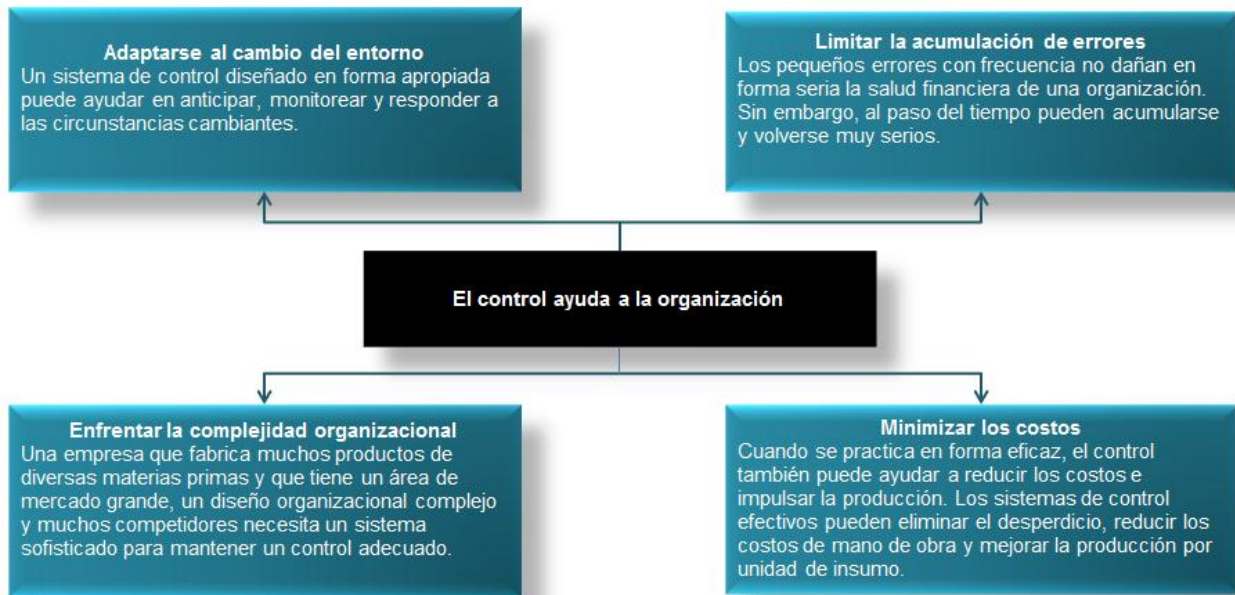 Adaptarse al cambio del entorno
Un sistema de control diseñado en forma apropiada
puede ayudar en anticipar, monitorear y responder a
las circunstancias cambiantes.
Limitar la acumulación de errores
Los pequeños errores con frecuencia no dañan en
forma seria la salud financiera de una organización.
Sin embargo, al paso del tiempo pueden acumularse
y volverse muy serios.
El control ayuda a la organización
Enfrentar la complejidad organizacional
Una empresa que fabrica muchos productos de
diversas materias primas y que tiene un área de
mercado grande, un diseño organizacional complejo
y muchos competidores necesita un sistema
sofisticado para mantener un control adecuado.
Minimizar los costos
Cuando se practica en forma eficaz, el control
también puede ayudar a reducir los costos e
impulsar la producción. Los sistemas de control
efectivos pueden eliminar el desperdicio, reducir los
costos de mano de obra y mejorar la producción por
unidad de insumo.